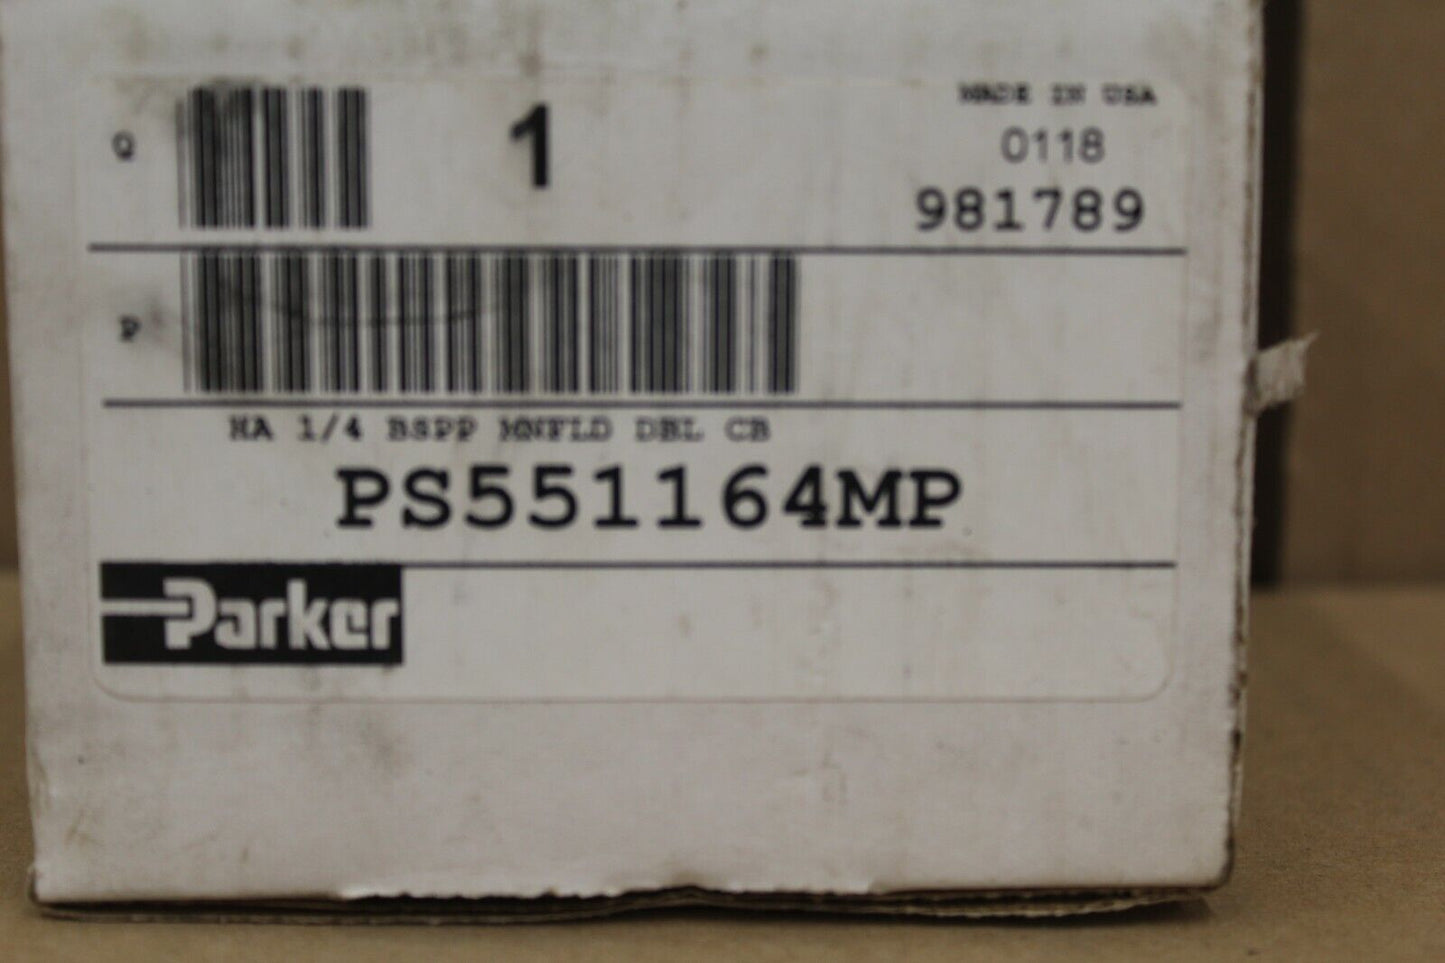 MADE IN USA
Q 1 0118
981789
P
HA 1/4 BSPP MNFLD DBL CB
PS551164MP
Parker